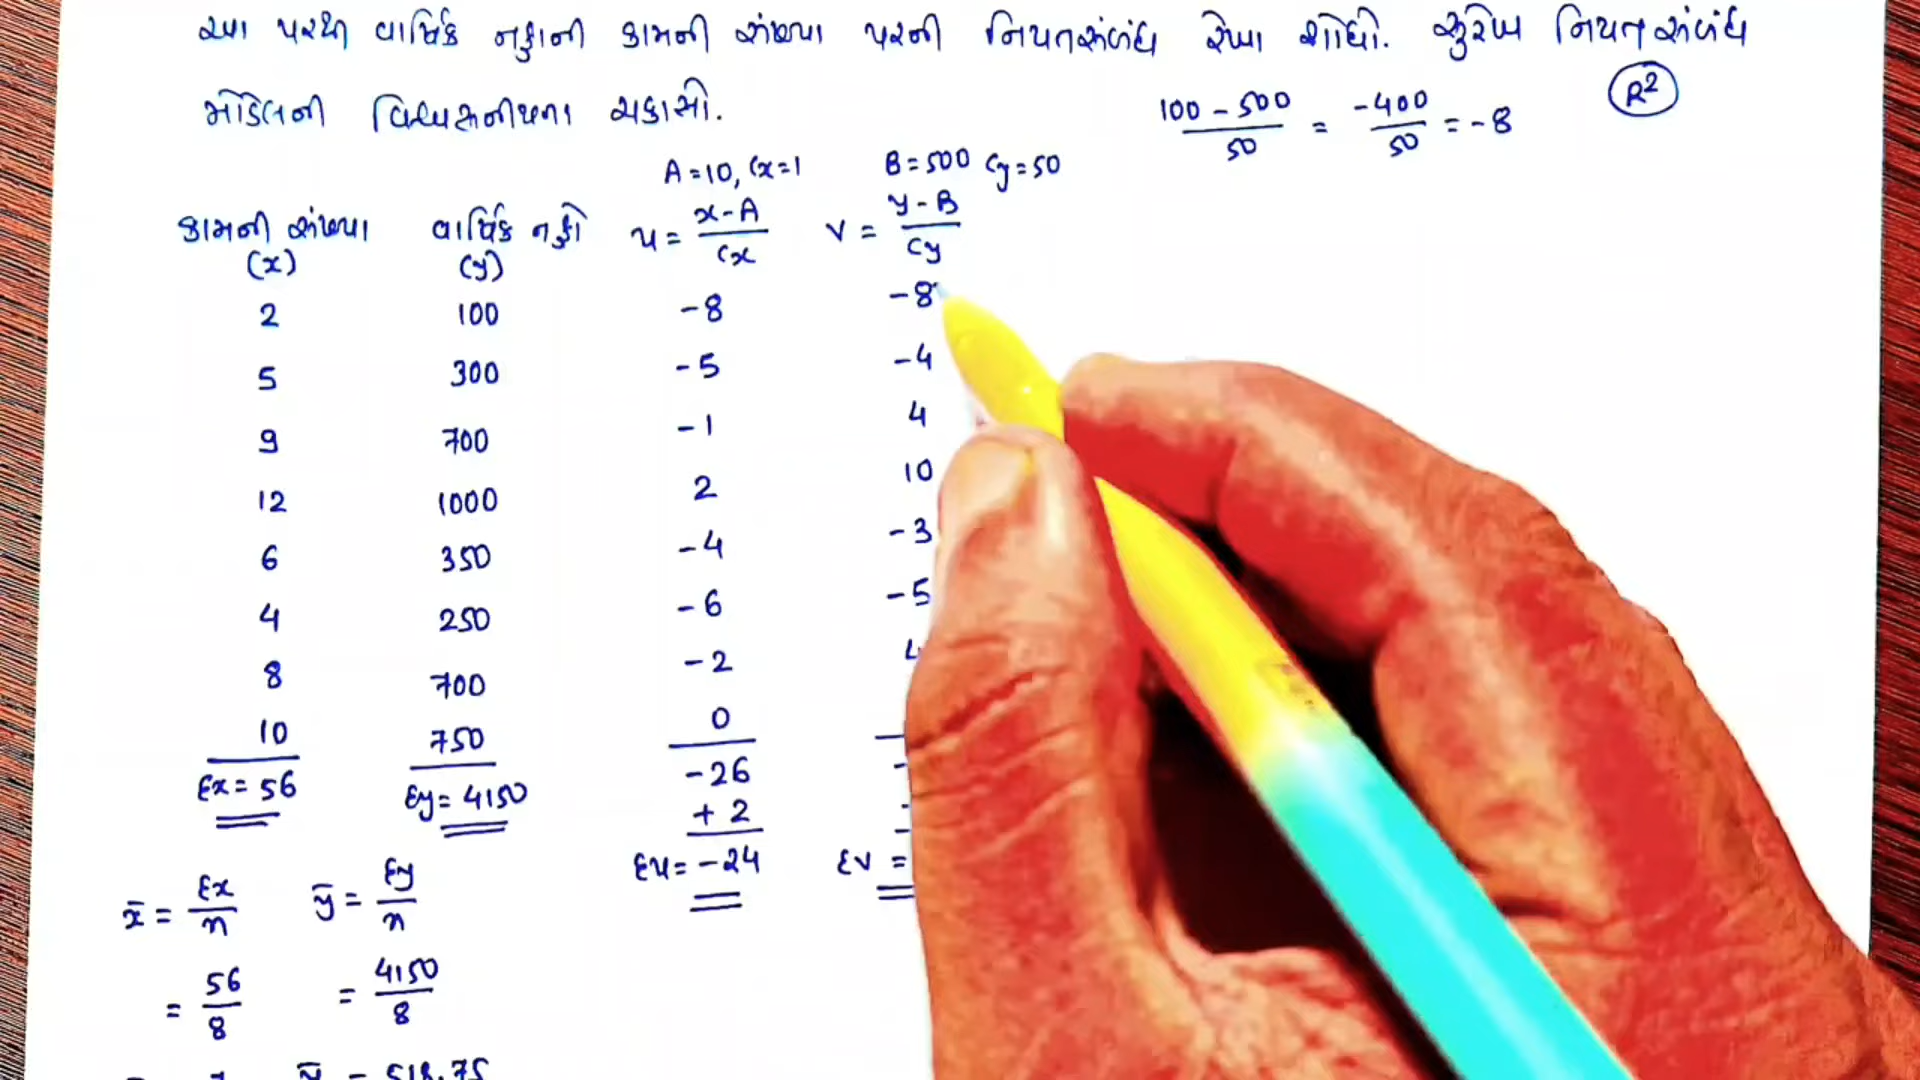 આ પરથી વાર્ષિક નફાની કામની સંખ્યા પરની નિયતસંબંધ રેખા શોધો. સુરેખ નિયતસંબંધ
મોડેલની વિશ્વસનીયતા ચકાસો.
100 - 500 / 50 = -400 / 50 = -8
R²
A = 10, Cx = 1
B = 500 Cy = 50
કામની સંખ્યા (x) વાર્ષિક નફો (y) u = x - A / Cx v = y - B / Cy
2 100 -8 -8
5 300 -5 -4
9 700 -1 4
12 1000 2 10
6 350 -4 -3
4 250 -6 -5
8 700 -2
10 750 0
Σx = 56 Σy = 4150 -26
+ 2
Σu = -24 Σv =
x̄ = Σx / n ȳ = Σy / n
= 56 / 8 = 4150 / 8
= 518.75